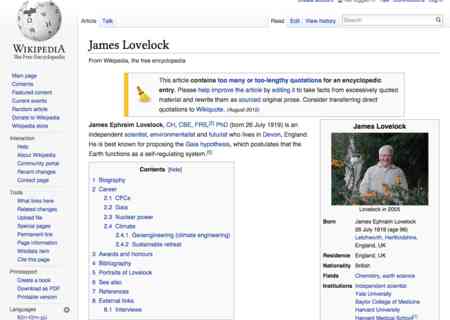 Create account
Not logged in
Talk
Contributions
Log in
WIKIPEDIA
The Free Encyclopedia
Article Talk
Read Edit View history
Search
Main page
Contents
Featured content
Current events
Random article
Donate to Wikipedia
Wikipedia store
Interaction
Help
About Wikipedia
Community portal
Recent changes
Contact page
Tools
What links here
Related changes
Upload file
Special pages
Permanent link
Page information
Wikidata item
Cite this page
Print/export
Create a book
Download as PDF
Printable version
Languages
James Lovelock
From Wikipedia, the free encyclopedia
This article contains too many or too-lengthy quotations for an encyclopedic
entry. Please help improve the article by editing it to take facts from excessively quoted
material and rewrite them as sourced original prose. Consider transferring direct
quotations to Wikiquote. (August 2012)
James Ephraim Lovelock, CH, CBE, FRS,[2] PhD (born 26 July 1919) is an
independent scientist, environmentalist and futurist who lives in Devon, England.
He is best known for proposing the Gaia hypothesis, which postulates that the
Earth functions as a self-regulating system.
Contents [hide]
1 Biography
2 Career
2.1 CFCs
2.2 Gaia
2.3 Nuclear power
2.4 Climate
2.4.1 Geoengineering (climate engineering)
2.4.2 Sustainable retreat
3 Awards and honours
4 Bibliography
5 Portraits of Lovelock
6 See also
7 References
8 External links
8.1 Interviews
James Lovelock
Lovelock in 2005
Born James Ephraim Lovelock
26 July 1919 (age 96)
Letchworth, Hertfordshire,
England, UK
Residence England, UK
Nationality British
Fields Chemistry, earth science
Institutions Independent scientist
Yale University
Baylor College of Medicine
Harvard University
Harvard Medical School[1]